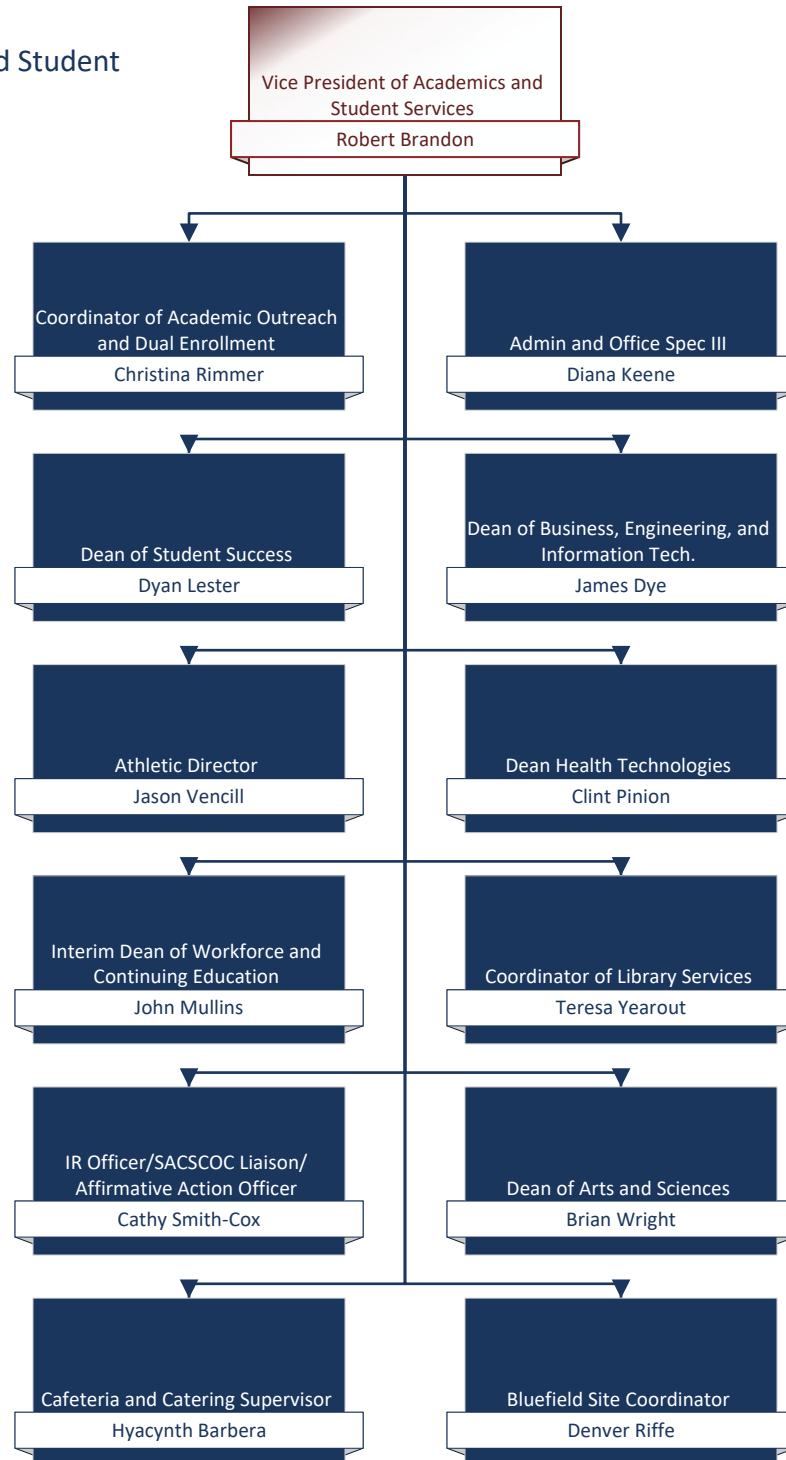 d Student
Vice President of Academics and
Student Services
Robert Brandon
Coordinator of Academic Outreach
and Dual Enrollment
Christina Rimmer
Admin and Office Spec III
Diana Keene
Dean of Student Success
Dyan Lester
Dean of Business, Engineering, and
Information Tech.
James Dye
Athletic Director
Jason Vencill
Dean Health Technologies
Clint Pinion
Interim Dean of Workforce and
Continuing Education
John Mullins
Coordinator of Library Services
Teresa Yearout
IR Officer/SACSCOC Liaison/
Affirmative Action Officer
Cathy Smith-Cox
Dean of Arts and Sciences
Brian Wright
Cafeteria and Catering Supervisor
Hyacynth Barbera
Bluefield Site Coordinator
Denver Riffe